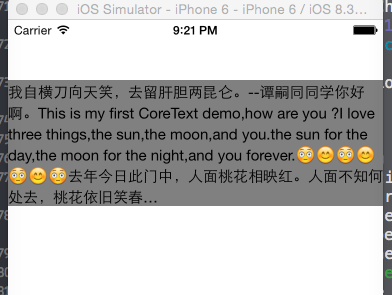 iOS Simulator - iPhone 6 - iPhone 6 / iOS 8.3...
Carrer 9:21 PM
我自横刀向天笑，去留肝胆两昆仑。--谭嗣同同学你好
啊。This is my first CoreText demo,how are you ?I love
three things,the sun,the moon,and you.the sun for the
day,the moon for the night,and you forever.😳😊😳😊
😳😊😳去年今日此门中，人面桃花相映红。人面不知何
处去，桃花依旧笑春…